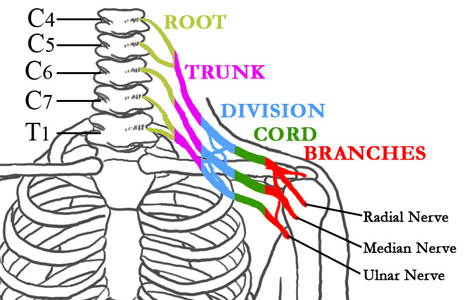 C4
ROOT
C5
C6
TRUNK
C7
DIVISION
T1
CORD
BRANCHES
Radial Nerve
Median Nerve
Ulnar Nerve